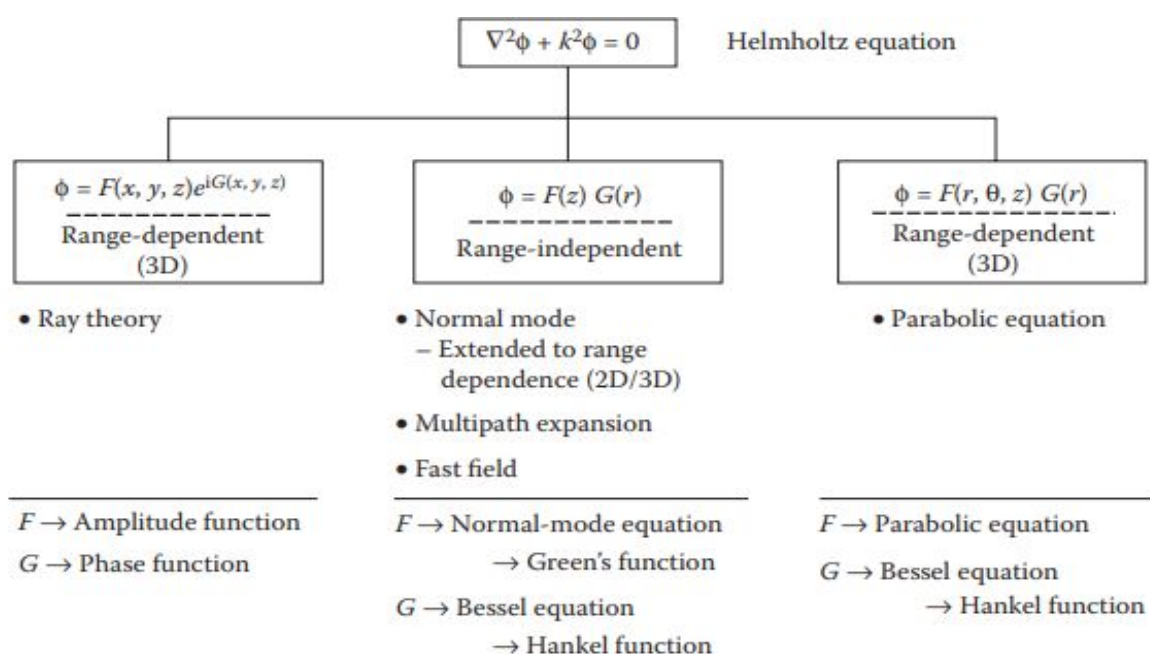 ∇²ϕ + k²ϕ = 0
Helmholtz equation
ϕ = F(x, y, z)e^{iG(x, y, z)}
Range-dependent
(3D)
• Ray theory
F → Amplitude function
G → Phase function
ϕ = F(z) G(r)
Range-independent
• Normal mode
– Extended to range
dependence (2D/3D)
• Multipath expansion
• Fast field
F → Normal-mode equation
→ Green's function
G → Bessel equation
→ Hankel function
ϕ = F(r, θ, z) G(r)
Range-dependent
(3D)
• Parabolic equation
F → Parabolic equation
G → Bessel equation
→ Hankel function